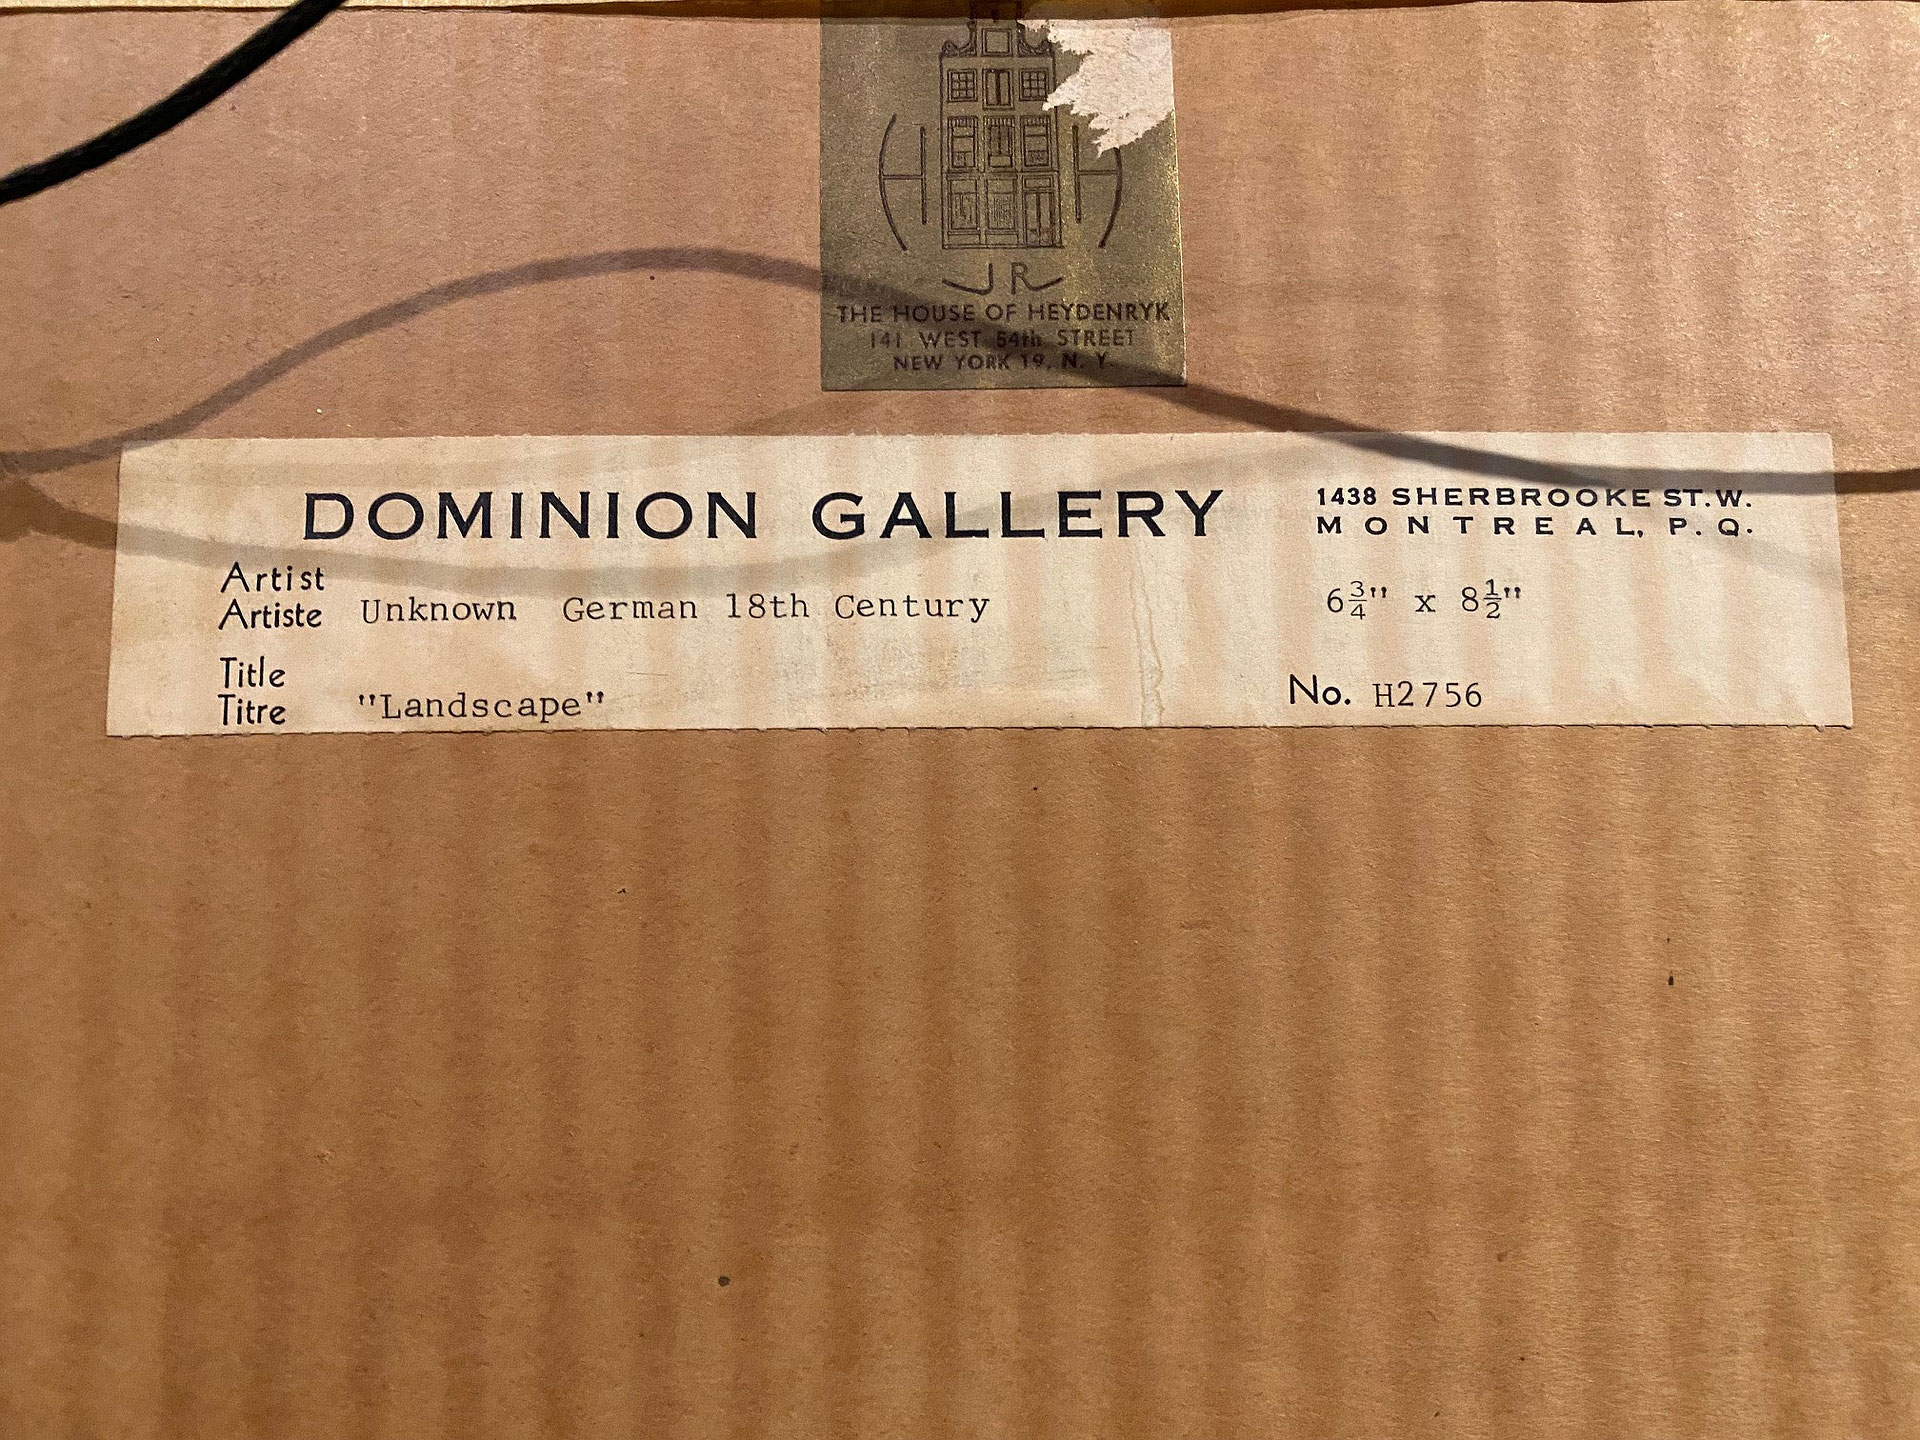 H H
JR
THE HOUSE OF HEYDENRYK
141 WEST 54th STREET
NEW YORK 19, N. Y.
DOMINION GALLERY
1438 SHERBROOKE ST. W.
MONTREAL, P. Q.
Artist
Artiste Unknown German 18th Century
6¾" x 8½"
Title
Titre "Landscape"
No. H2756